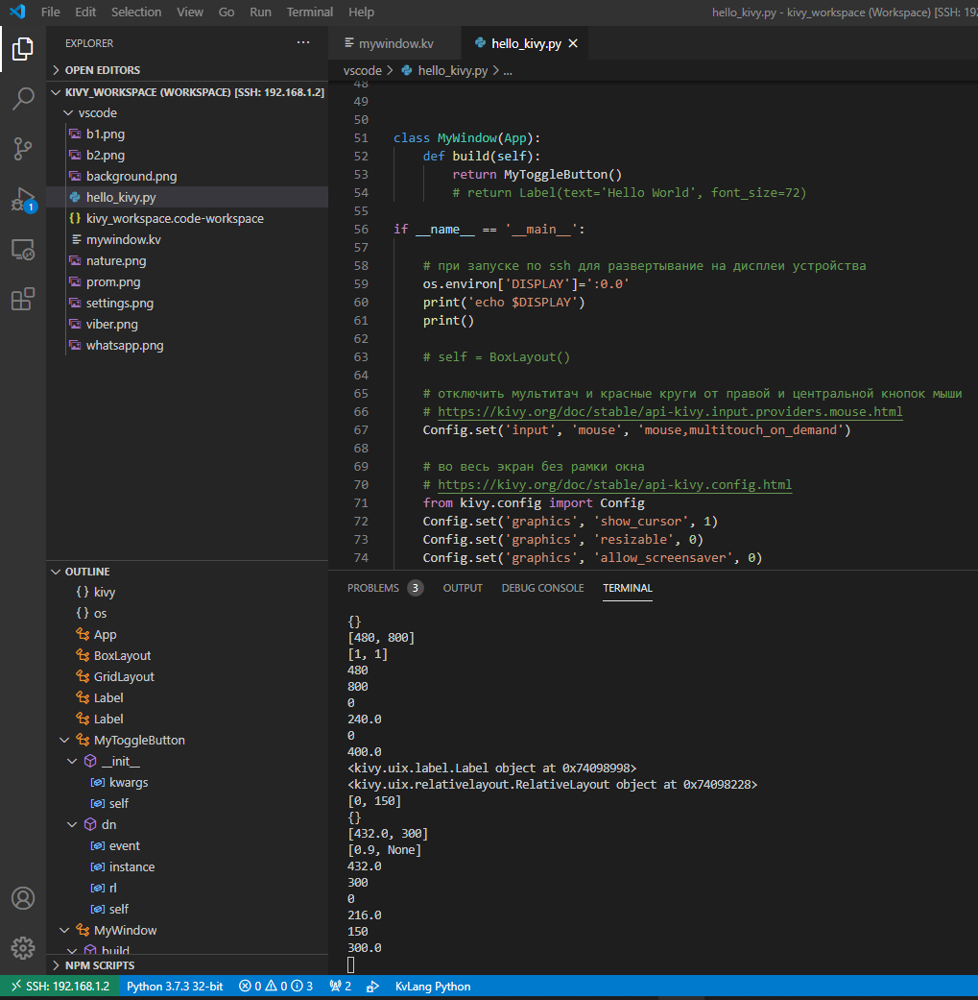 File Edit Selection View Go Run Terminal Help hello_kivy.py - kivy_workspace (Workspace) [SSH: 192
EXPLORER ...
OPEN EDITORS
KIVY_WORKSPACE (WORKSPACE) [SSH: 192.168.1.2]
vscode
b1.png
b2.png
background.png
hello_kivy.py
{} kivy_workspace.code-workspace
mywindow.kv
nature.png
prom.png
settings.png
viber.png
whatsapp.png
1
OUTLINE
{} kivy
{} os
App
BoxLayout
GridLayout
Label
Label
MyToggleButton
__init__
kwargs
self
dn
event
instance
rl
self
MyWindow
build
NPM SCRIPTS
mywindow.kv hello_kivy.py
vscode > hello_kivy.py > ...
48
49
50
51 class MyWindow(App):
52 def build(self):
53 return MyToggleButton()
54 # return Label(text='Hello World', font_size=72)
55
56 if __name__ == '__main__':
57
58 # при запуске по ssh для развертывание на дисплеи устройства
59 os.environ['DISPLAY']=':0.0'
60 print('echo $DISPLAY')
61 print()
62
63 # self = BoxLayout()
64
65 # отключить мультитач и красные круги от правой и центральной кнопок мыши
66 # https://kivy.org/doc/stable/api-kivy.input.providers.mouse.html
67 Config.set('input', 'mouse', 'mouse,multitouch_on_demand')
68
69 # во весь экран без рамки окна
70 # https://kivy.org/doc/stable/api-kivy.config.html
71 from kivy.config import Config
72 Config.set('graphics', 'show_cursor', 1)
73 Config.set('graphics', 'resizable', 0)
74 Config.set('graphics', 'allow_screensaver', 0)
PROBLEMS 3 OUTPUT DEBUG CONSOLE TERMINAL
{}
[480, 800]
[1, 1]
480
800
0
240.0
0
400.0
<kivy.uix.label.Label object at 0x74098998>
<kivy.uix.relativelayout.RelativeLayout object at 0x74098228>
[0, 150]
{}
[432.0, 300]
[0.9, None]
432.0
300
0
216.0
150
300.0
SSH: 192.168.1.2 Python 3.7.3 32-bit 0 0 3 2 KvLang Python